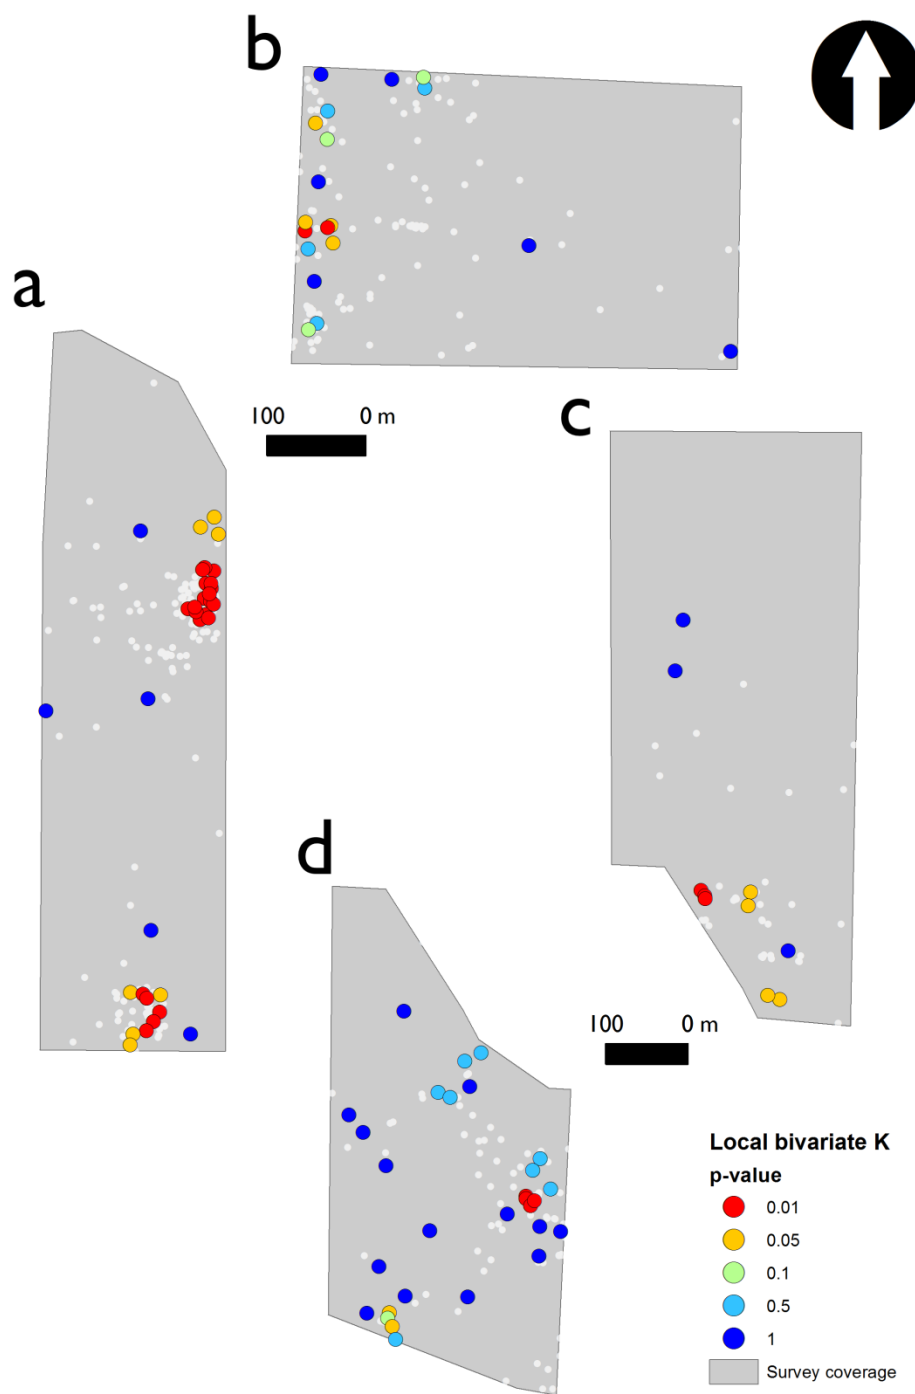 b
a
100 0 m
c
d
100 0 m
Local bivariate K
p-value
0.01
0.05
0.1
0.5
1
Survey coverage